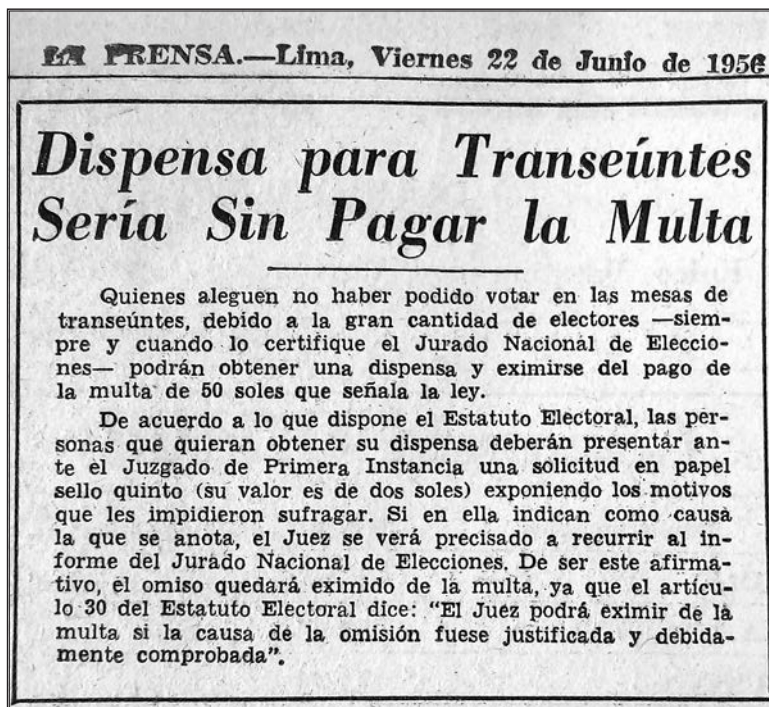 LA PRENSA.—Lima, Viernes 22 de Junio de 1956
Dispensa para Transeúntes
Sería Sin Pagar la Multa
Quienes aleguen no haber podido votar en las mesas de
transeúntes, debido a la gran cantidad de electores —siem-
pre y cuando lo certifique el Jurado Nacional de Eleccio-
nes— podrán obtener una dispensa y eximirse del pago de
la multa de 50 soles que señala la ley.
De acuerdo a lo que dispone el Estatuto Electoral, las per-
sonas que quieran obtener su dispensa deberán presentar an-
te el Juzgado de Primera Instancia una solicitud en papel
sello quinto (su valor es de dos soles) exponiendo los motivos
que les impidieron sufragar. Si en ella indican como causa
la que se anota, el Juez se verá precisado a recurrir al in-
forme del Jurado Nacional de Elecciones. De ser este afirma-
tivo, el omiso quedará eximido de la multa, ya que el artícu-
lo 30 del Estatuto Electoral dice: "El Juez podrá eximir de la
multa si la causa de la omisión fuese justificada y debida-
mente comprobada".